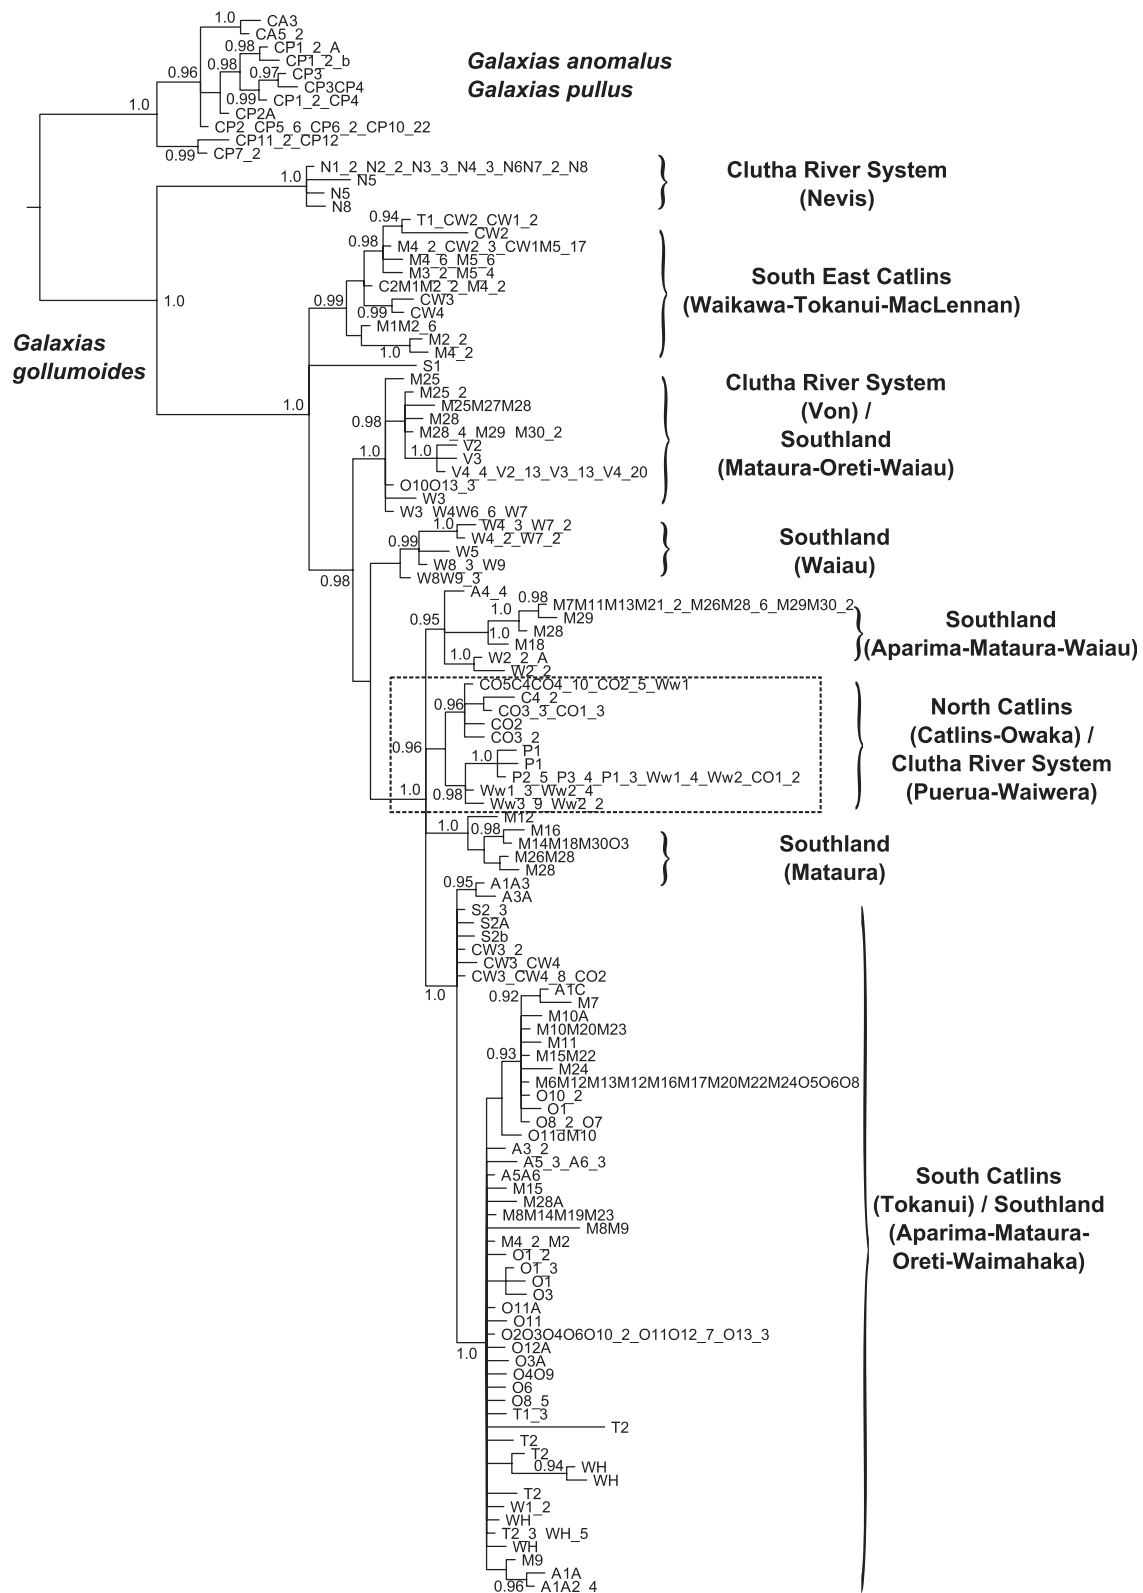 1.0
CA3
CA5_2
0.98
CP1_2_A
CP1_2_b
0.98
0.96
0.97
CP3
CP3CP4
0.99
CP1_2_CP4
CP2A
CP2_CP5_6_CP6_2_CP10_22
1.0
CP11_2_CP12
0.99
CP7_2
Galaxias anomalus
Galaxias pullus
N1_2_N2_2_N3_3_N4_3_N6N7_2_N8
1.0
N5
N5
N8
Clutha River System
(Nevis)
1.0
Galaxias
gollumoides
0.94
T1_CW2_CW1_2
CW2
0.98
M4_2_CW2_3_CW1M5_17
M4_6_M5_6
M3_2_M5_4
C2M1M2_2_M4_2
0.99
CW3
0.99
CW4
M1M2_6
M2_2
1.0
M4_2
South East Catlins
(Waikawa-Tokanui-MacLennan)
S1
1.0
M25
M25_2
M25M27M28
0.98
M28
M28_4_M29 M30_2
V2
1.0
1.0
V3
V4_4_V2_13_V3_13_V4_20
O10O13_3
W3
W3_W4W6_6_W7
Clutha River System
(Von) /
Southland
(Mataura-Oreti-Waiau)
1.0
W4_3_W7_2
W4_2_W7_2
0.99
W5
W8_3_W9
W8W9_3
0.98
Southland
(Waiau)
A4_4
0.98
M7M11M13M21_2_M26M28_6_M29M30_2
1.0
M29
0.95
M28
1.0
M18
1.0
W2_2_A
W2_2
Southland
(Aparima-Mataura-Waiau)
CO5C4CO4_10_CO2_5_Ww1
C4_2
0.96
CO3_3_CO1_3
CO2
CO3_2
0.96
P1
1.0
P1
P2_5_P3_4_P1_3_Ww1_4_Ww2_CO1_2
Ww1_3_Ww2_4
0.98
Ww3_9_Ww2_2
1.0
North Catlins
(Catlins-Owaka) /
Clutha River System
(Puerua-Waiwera)
M12
1.0
0.98
M16
M14M18M30O3
M26M28
M28
Southland
(Mataura)
0.95
A1A3
A3A
S2_3
S2A
S2b
CW3_2
CW3_CW4
CW3_CW4_8_CO2
1.0
A1C
0.92
M7
M10A
M10M20M23
M11
0.93
M15M22
M24
M6M12M13M12M16M17M20M22M24O5O6O8
O10_2
O1
O8_2_O7
O11dM10
A3_2
A5_3_A6_3
A5A6
M15
M28A
M8M14M19M23
M8M9
M4_2_M2
O1_2
O1_3
O1
O3
O11A
O11
O2O3O4O6O10_2_O11O12_7_O13_3
O12A
1.0
O3A
O4O9
O6
O8_5
T1_3
T2
T2
T2
0.94
WH
WH
T2
W1_2
WH
T2_3_WH_5
WH
M9
A1A
0.96
A1A2_4
South Catlins
(Tokanui) / Southland
(Aparima-Mataura-
Oreti-Waimahaka)